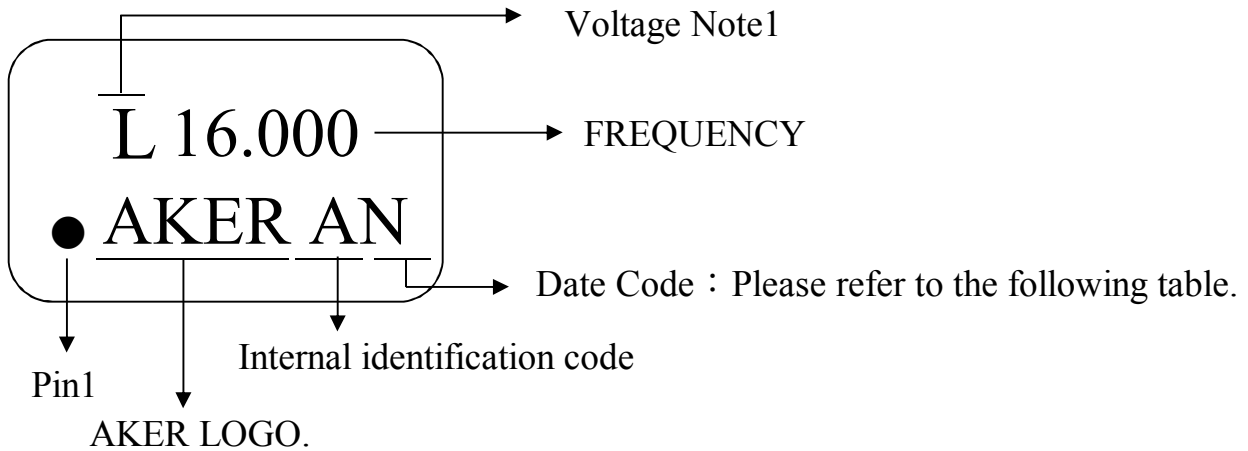 Voltage Note1
L 16.000
FREQUENCY
AKER AN
Date Code：Please refer to the following table.
Internal identification code
Pin1
AKER LOGO.